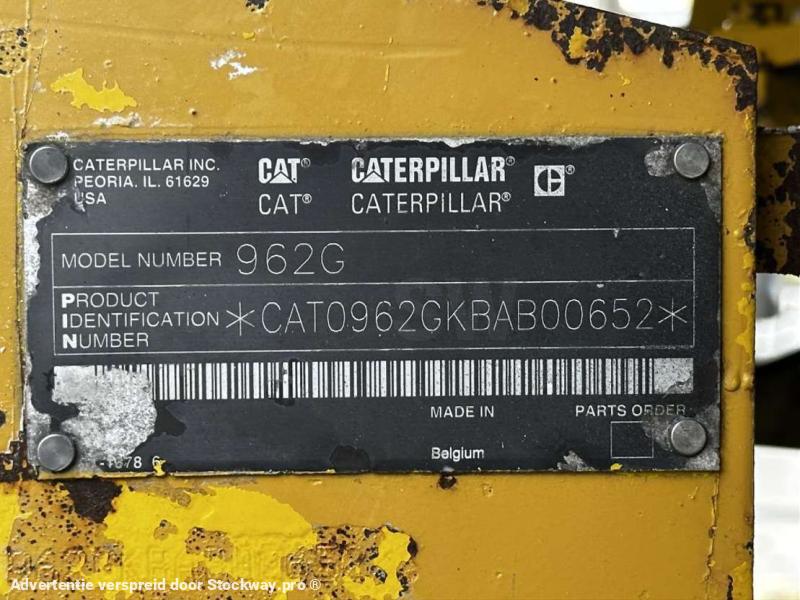 CATERPILLAR INC.
PEORIA. IL. 61629
USA
CAT® CATERPILLAR® C®
CAT® CATERPILLAR®
MODEL NUMBER 962G
PRODUCT
IDENTIFICATION *CAT0962GKBAB00652*
NUMBER
MADE IN PARTS ORDER
Belgium
Advertentie verspreid door Stockway.pro ®